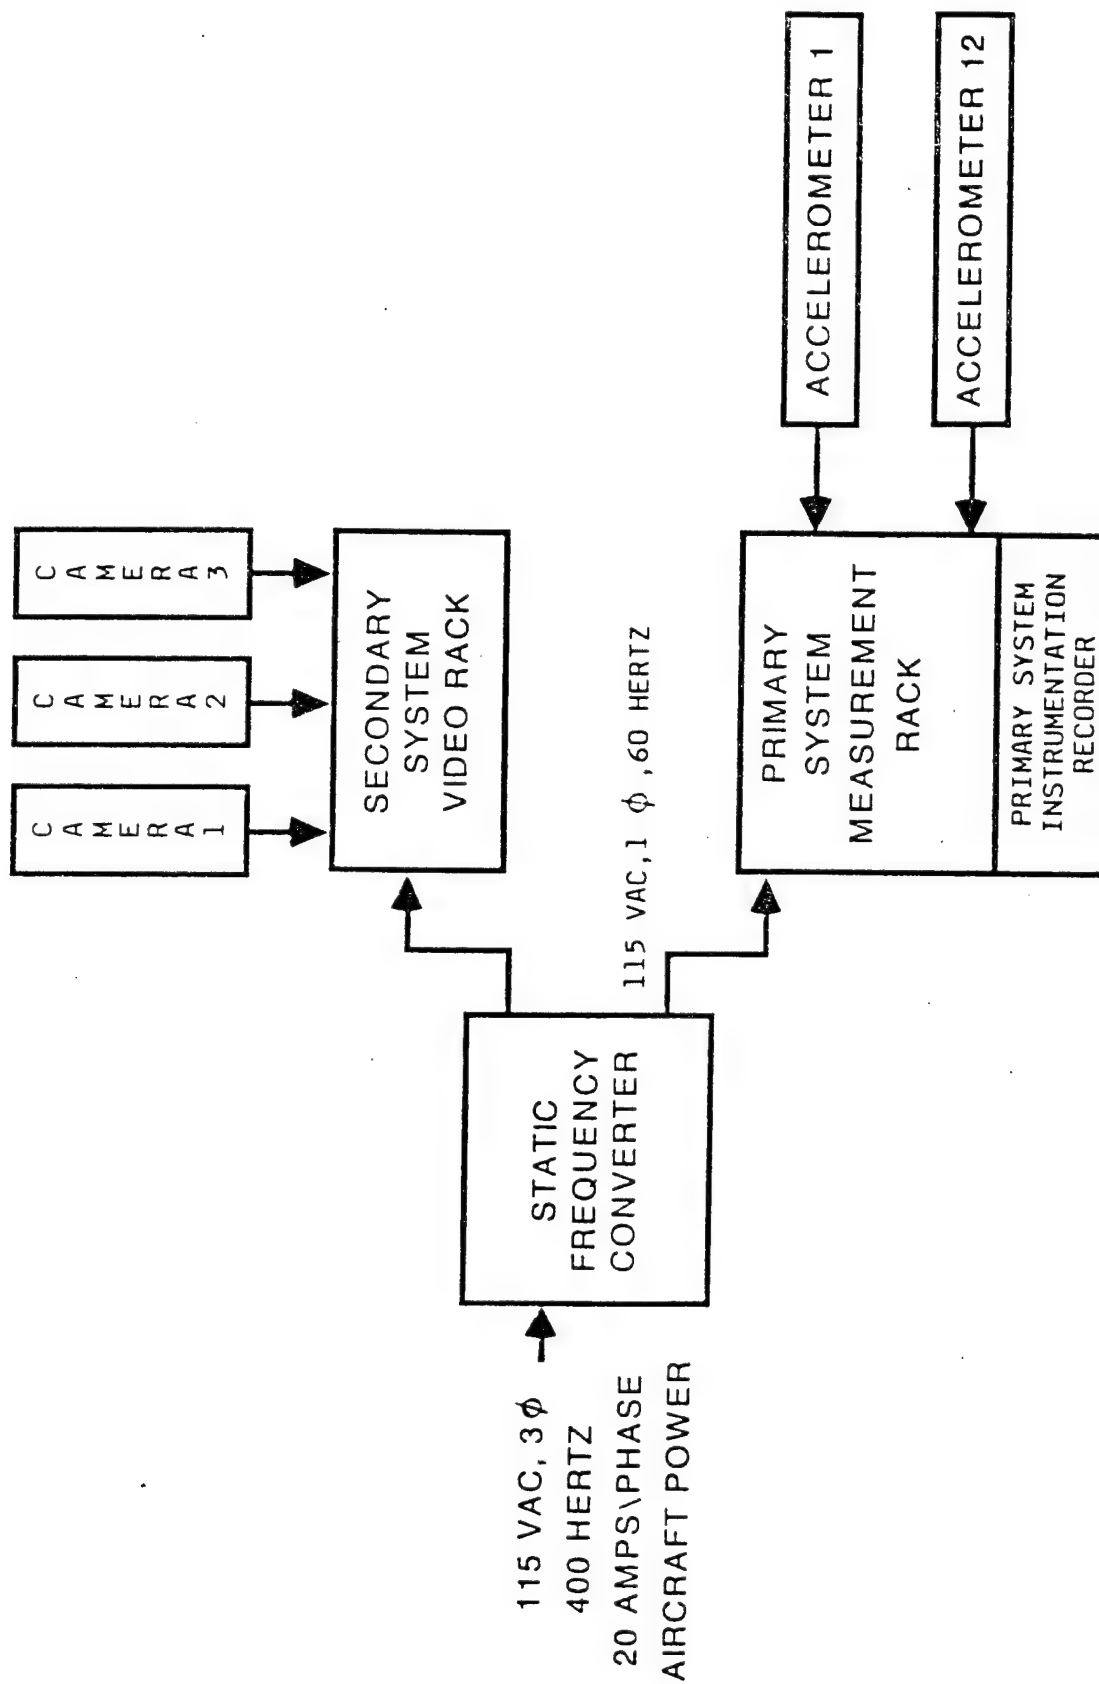 CAMERA 1
CAMERA 2
CAMERA 3
SECONDARY
SYSTEM
VIDEO RACK
115 VAC, 3φ
400 HERTZ
20 AMPS\PHASE
AIRCRAFT POWER
STATIC
FREQUENCY
CONVERTER
115 VAC,1 φ ,60 HERTZ
PRIMARY
SYSTEM
MEASUREMENT
RACK
PRIMARY SYSTEM
INSTRUMENTATION
RECORDER
ACCELEROMETER 1
ACCELEROMETER 12